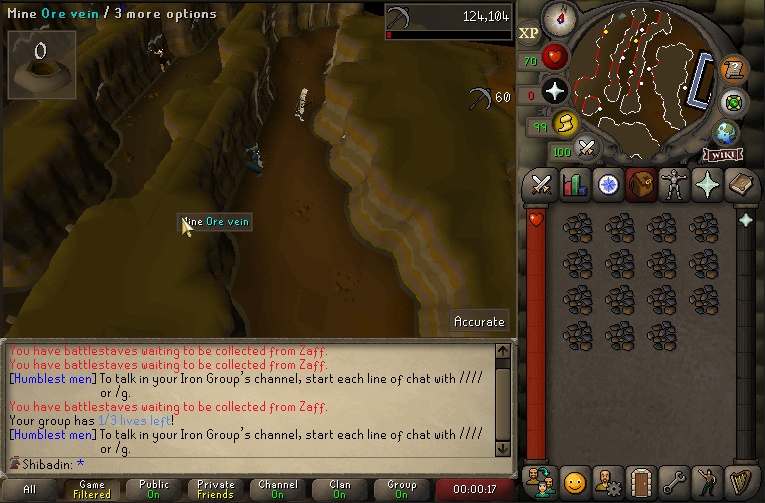 Mine Ore vein / 3 more options
0
124,104
60
XP
70
0
99
100
WIKI
Mine Ore vein
Accurate
You have battlestaves waiting to be collected from Zaff.
You have battlestaves waiting to be collected from Zaff.
[Humblest men] To talk in your Iron Group's channel, start each line of chat with ////
or /g.
You have battlestaves waiting to be collected from Zaff.
Your group has 1/3 lives left!
[Humblest men] To talk in your Iron Group's channel, start each line of chat with ////
or /g.
Shibadin: *
All
Game
Filtered
Public
On
Private
Friends
Channel
On
Clan
On
Group
On
00:00:17